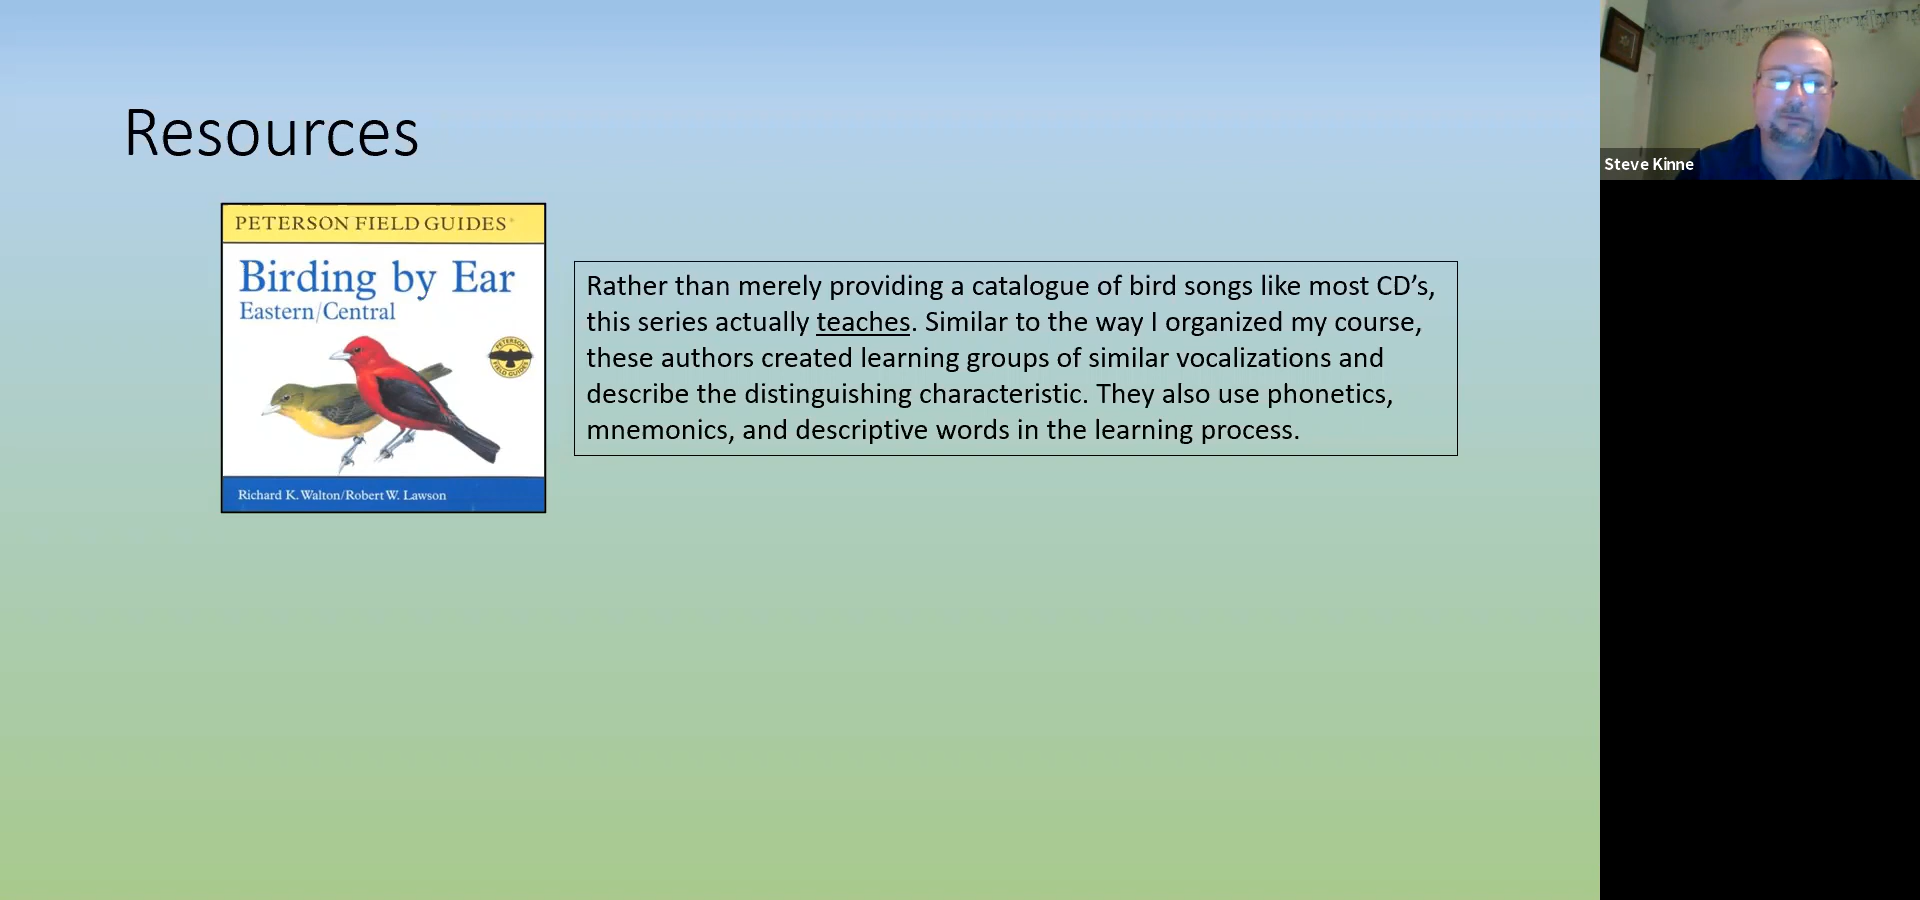 Resources
PETERSON FIELD GUIDES®
Birding by Ear
Eastern/Central
PETERSON
FIELD GUIDES
Richard K. Walton/Robert W. Lawson
Rather than merely providing a catalogue of bird songs like most CD’s,
this series actually teaches. Similar to the way I organized my course,
these authors created learning groups of similar vocalizations and
describe the distinguishing characteristic. They also use phonetics,
mnemonics, and descriptive words in the learning process.
Steve Kinne